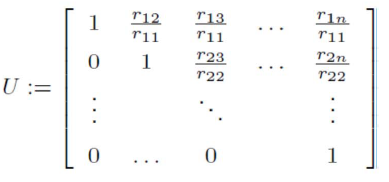 U := [ 1 r12/r11 r13/r11 … r1n/r11
0 1 r23/r22 … r2n/r22
⋮ ⋱ ⋮
0 … 0 1 ]